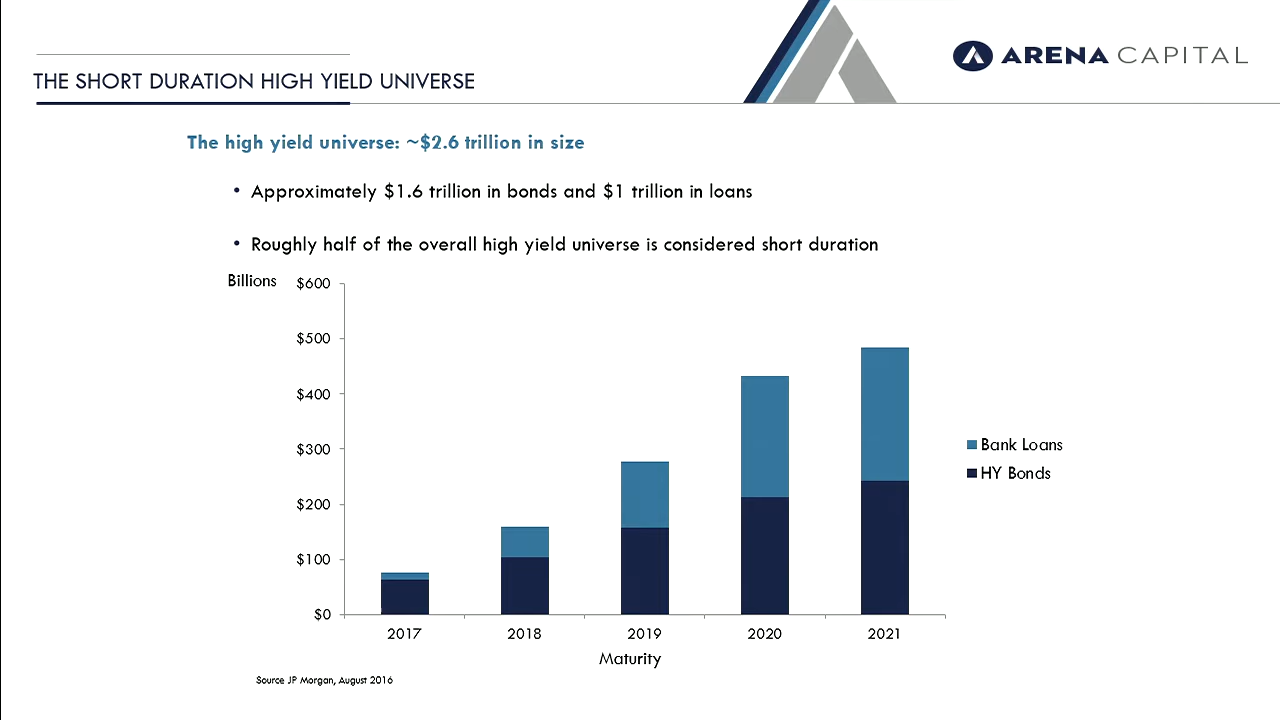 ARENA CAPITAL
THE SHORT DURATION HIGH YIELD UNIVERSE
The high yield universe: ~$2.6 trillion in size
• Approximately $1.6 trillion in bonds and $1 trillion in loans
• Roughly half of the overall high yield universe is considered short duration
Billions
$600
$500
$400
$300
$200
$100
$0
2017 2018 2019 2020 2021
Maturity
Bank Loans
HY Bonds
Source JP Morgan, August 2016